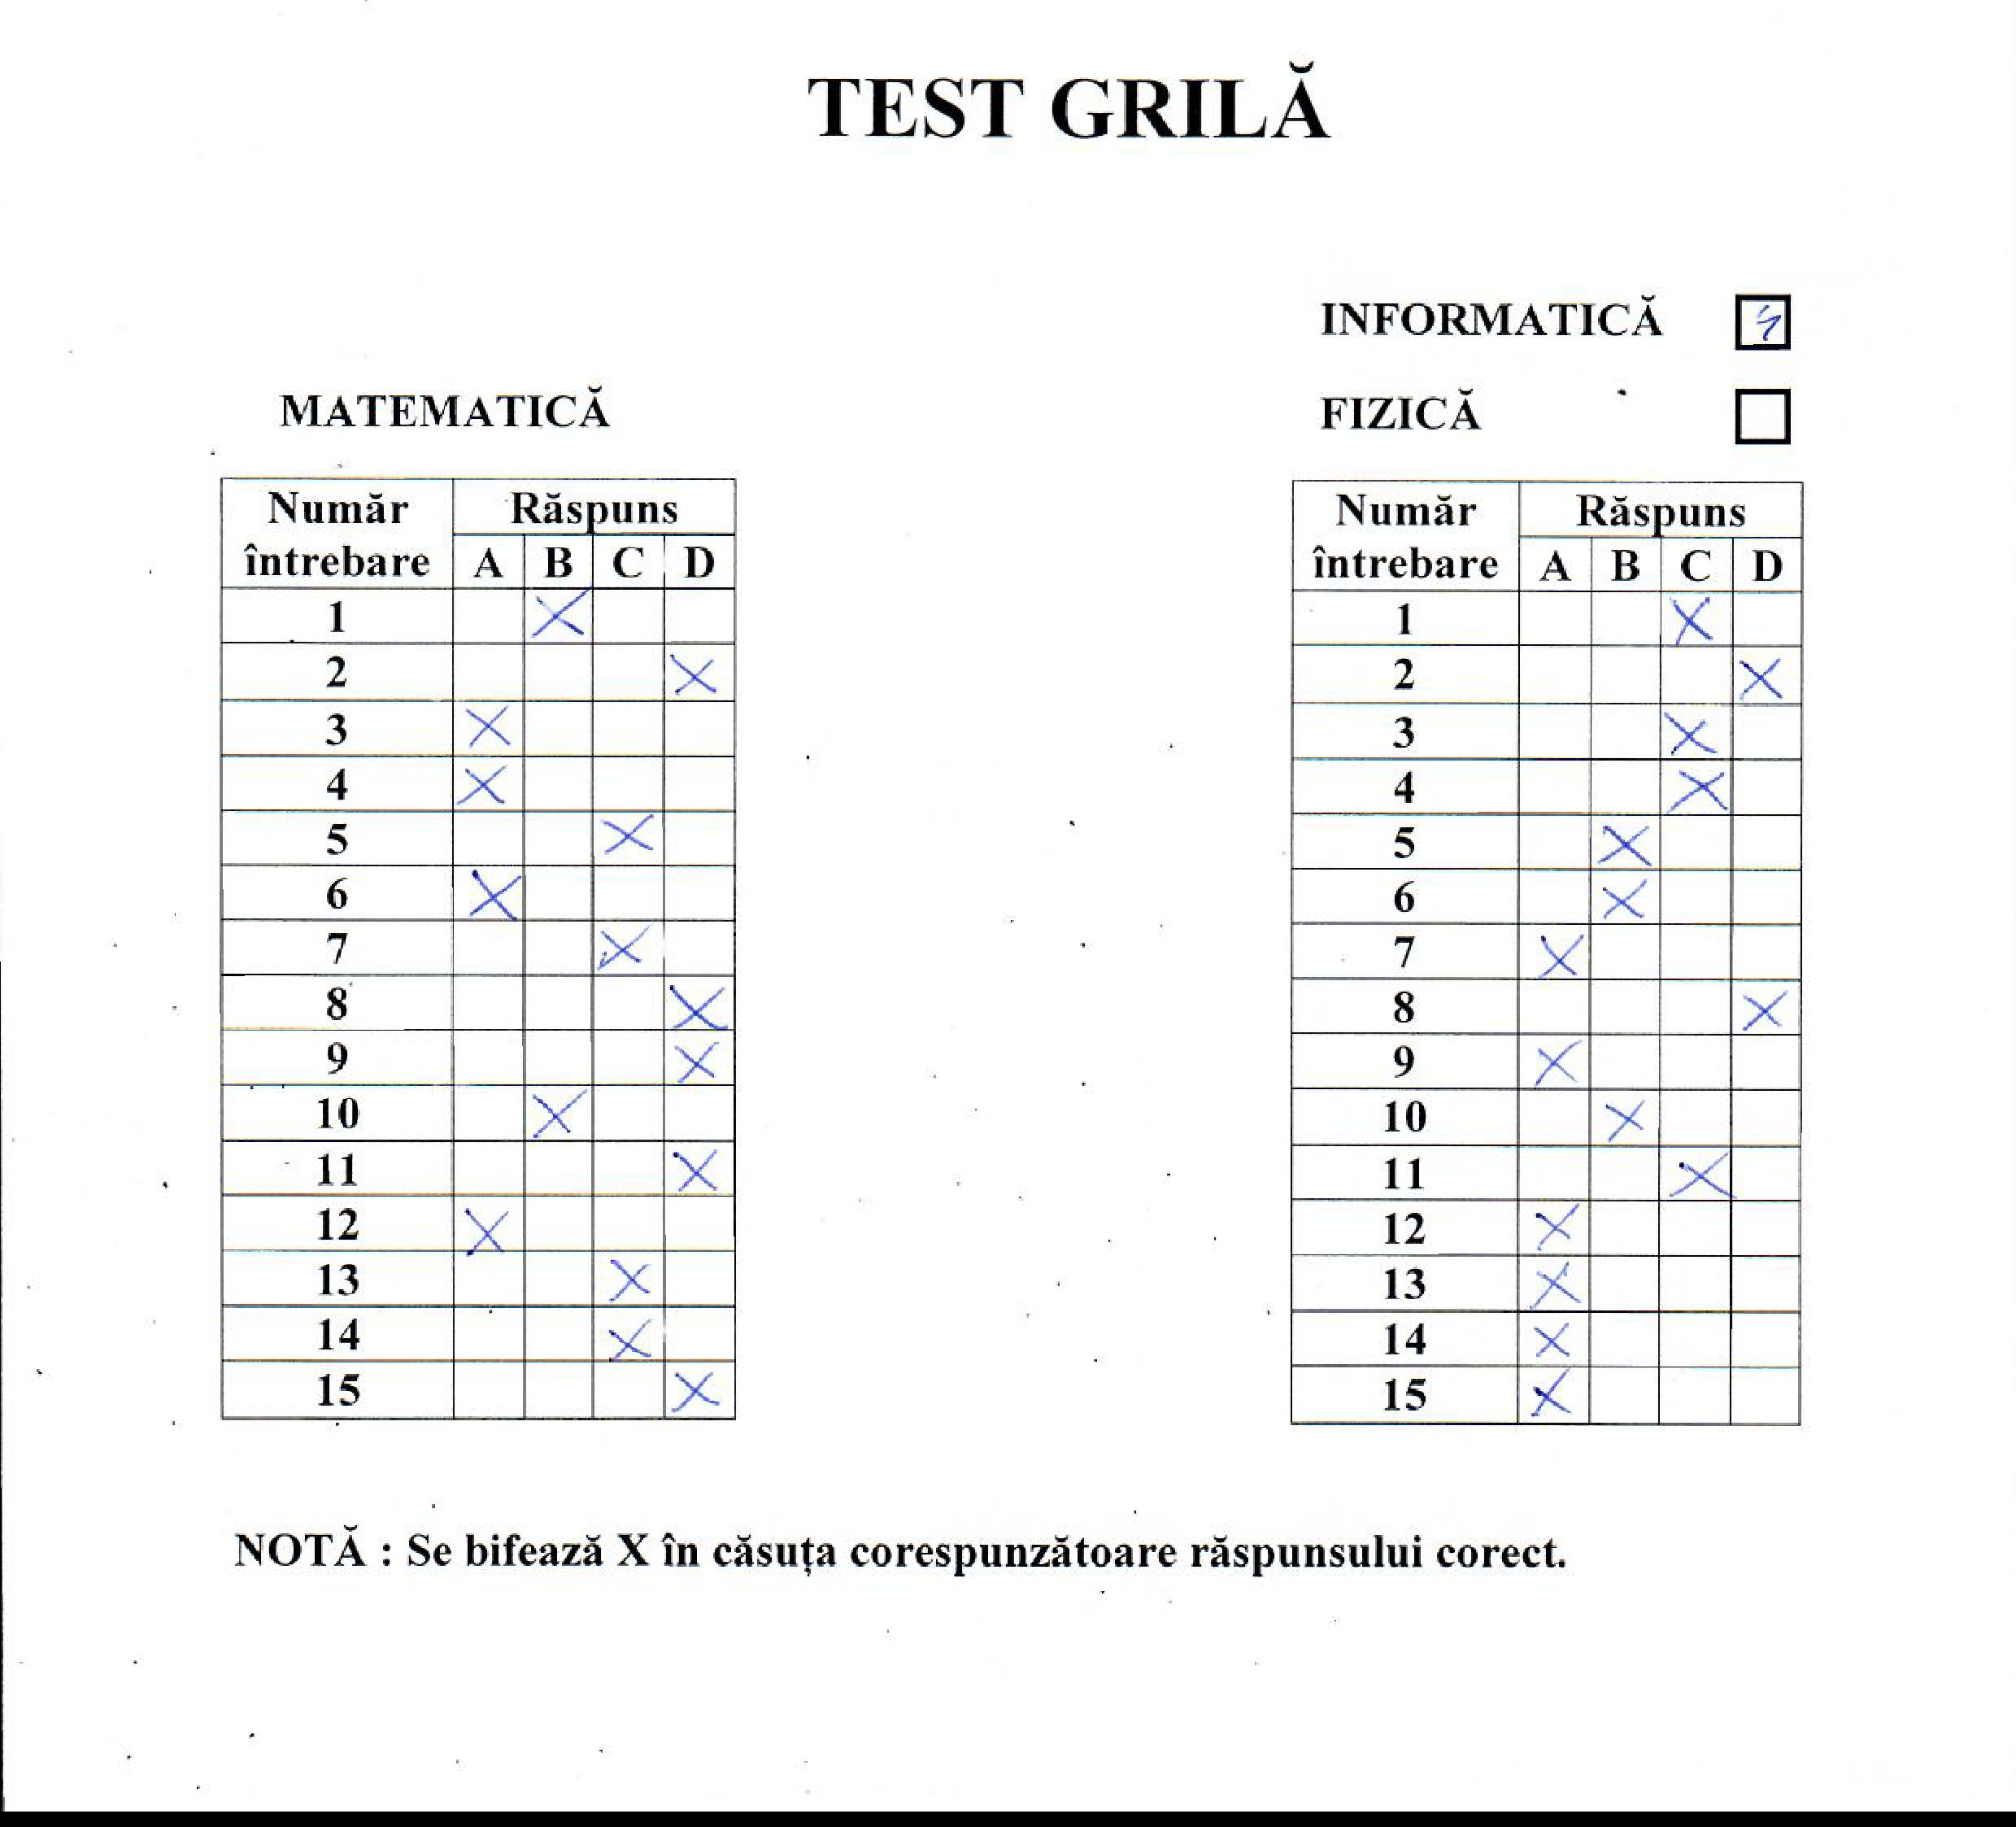 TEST GRILĂ
INFORMATICĂ
MATEMATICĂ
FIZICĂ
Număr întrebare Răspuns
A B C D
1 X
2 X
3 X
4 X
5 X
6 X
7 X
8 X
9 X
10 X
11 X
12 X
13 X
14 X
15 X
Număr întrebare Răspuns
A B C D
1 X
2 X
3 X
4 X
5 X
6 X
7 X
8 X
9 X
10 X
11 X
12 X
13 X
14 X
15 X
NOTĂ : Se bifează X în căsuța corespunzătoare răspunsului corect.